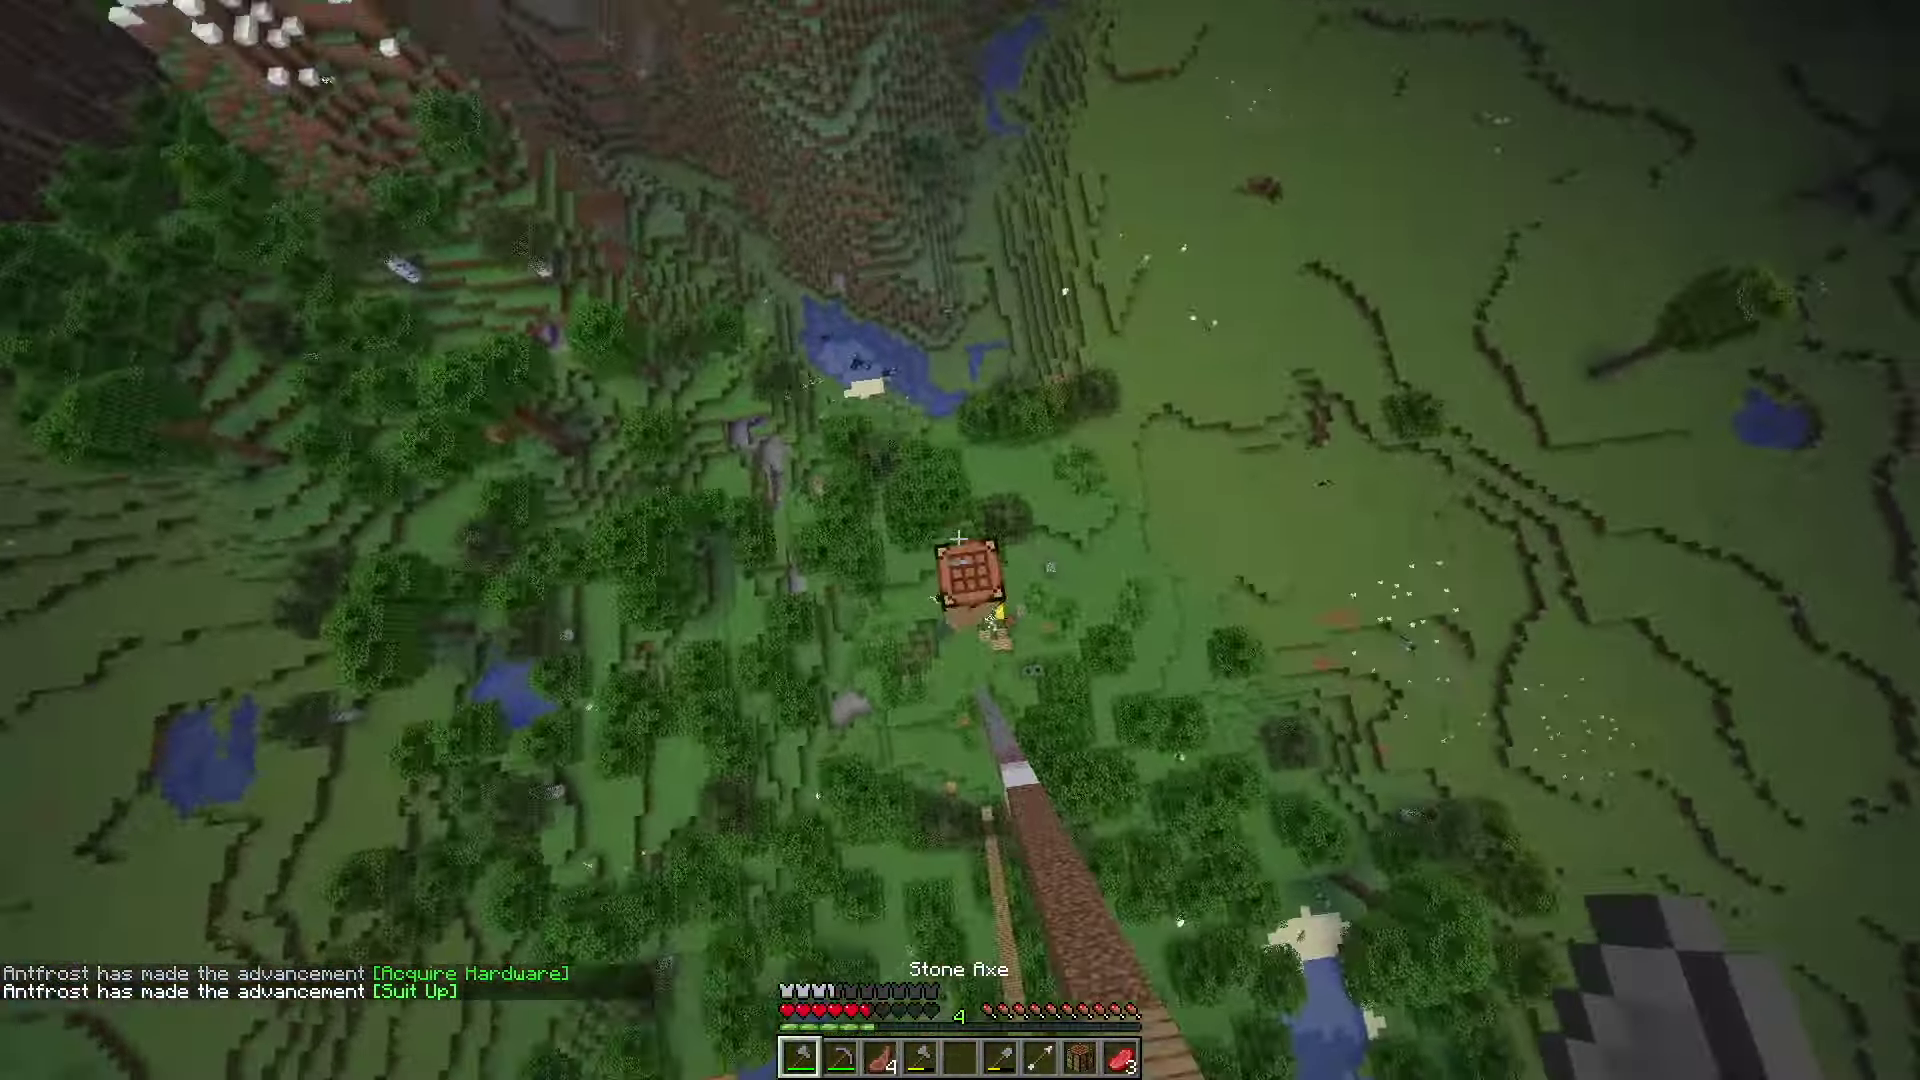 Antfrost has made the advancement [Acquire Hardware]
Antfrost has made the advancement [Suit Up]
Stone Axe
4
4
3